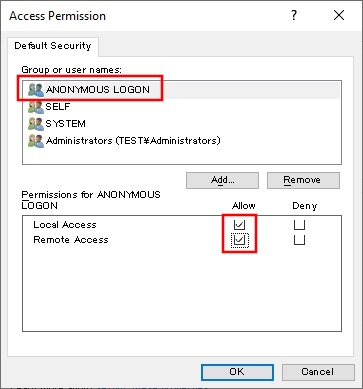 Access Permission
Default Security
Group or user names:
ANONYMOUS LOGON
SELF
SYSTEM
Administrators (TEST¥Administrators)
Add...
Remove
Permissions for ANONYMOUS
LOGON
Allow
Deny
Local Access
Remote Access
OK
Cancel